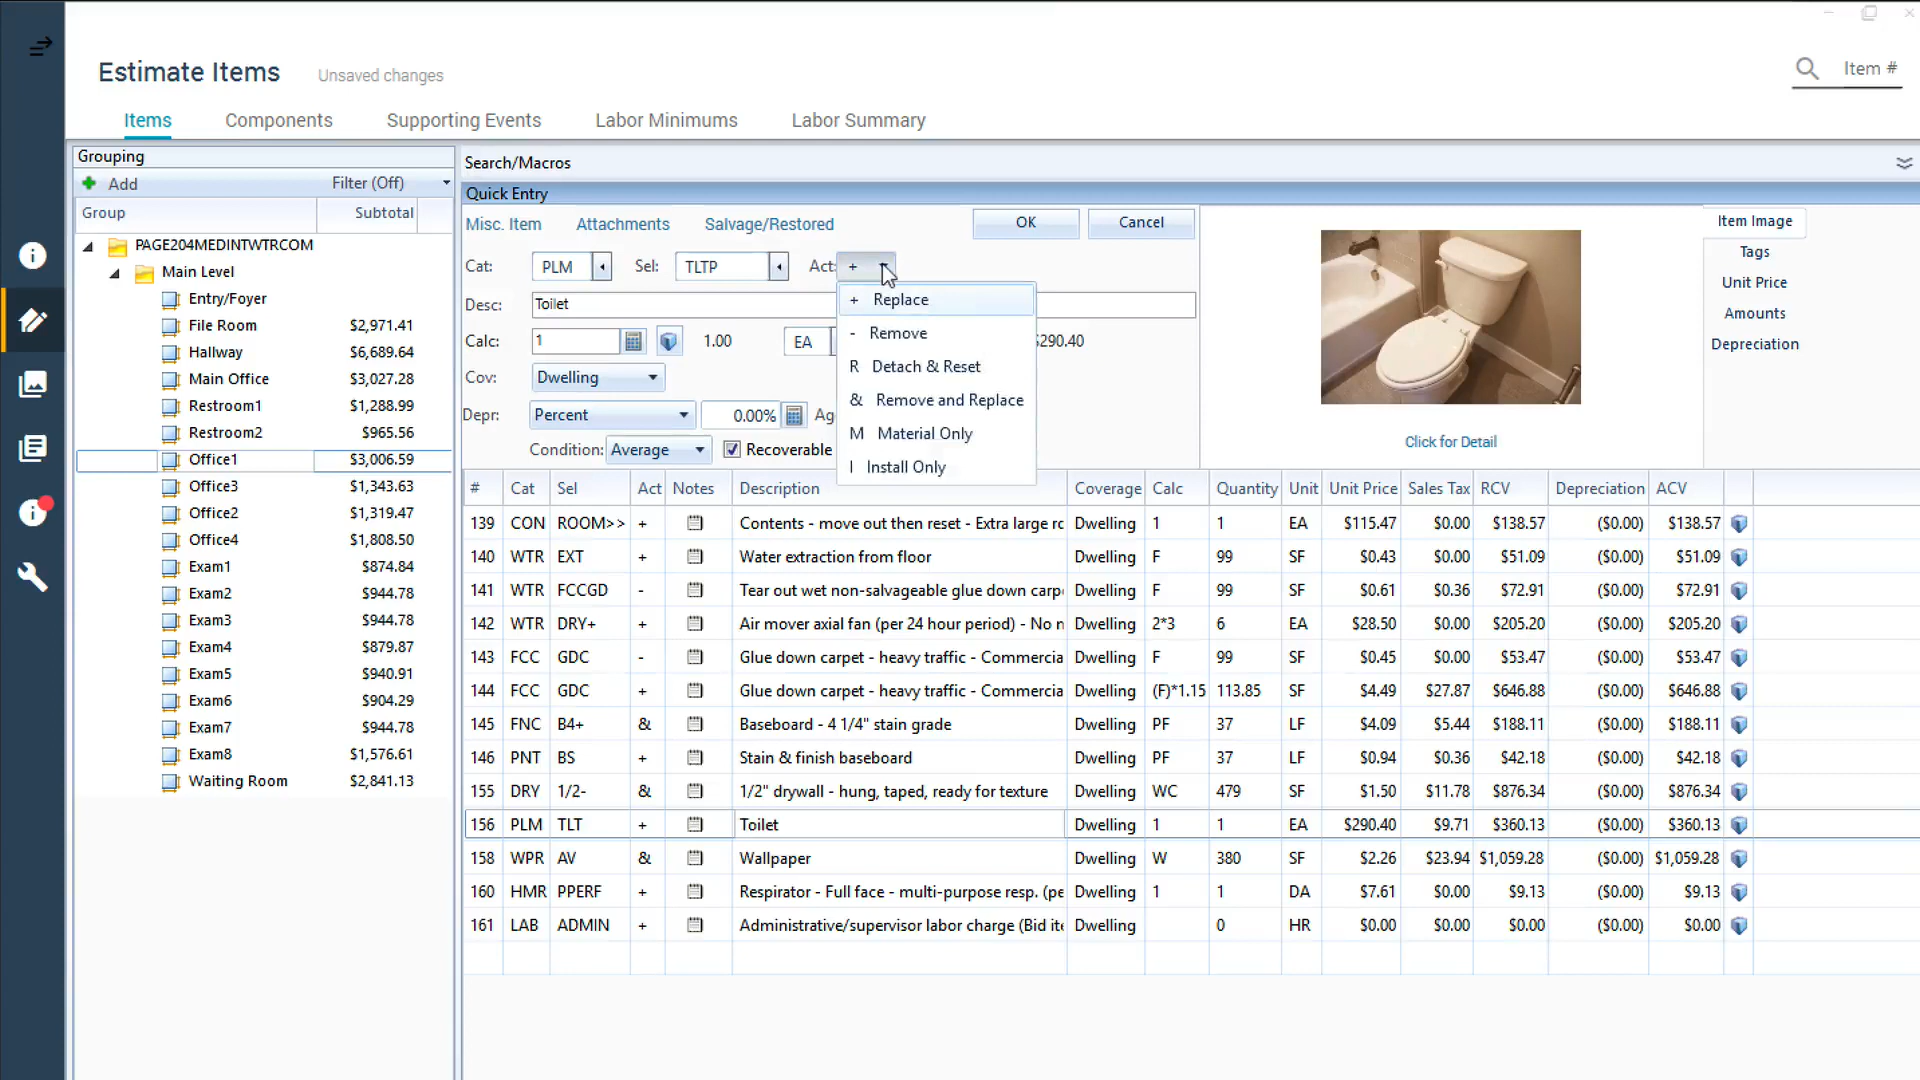 Estimate Items
Unsaved changes
Item #
Items
Components
Supporting Events
Labor Minimums
Labor Summary
Grouping
Add
Filter (Off)
Group
Subtotal
PAGE204MEDINTWTRCOM
Main Level
Entry/Foyer
File Room $2,971.41
Hallway $6,689.64
Main Office $3,027.28
Restroom1 $1,288.99
Restroom2 $965.56
Office1 $3,006.59
Office3 $1,343.63
Office2 $1,319.47
Office4 $1,808.50
Exam1 $874.84
Exam2 $944.78
Exam3 $944.78
Exam4 $879.87
Exam5 $940.91
Exam6 $904.29
Exam7 $944.78
Exam8 $1,576.61
Waiting Room $2,841.13
Search/Macros
Quick Entry
Misc. Item
Attachments
Salvage/Restored
OK
Cancel
Cat: PLM Sel: TLTP Act: +
Desc: Toilet
Calc: 1 1.00 EA $290.40
Cov: Dwelling
Depr: Percent 0.00% Ag
Condition: Average Recoverable
+ Replace
- Remove
R Detach & Reset
& Remove and Replace
M Material Only
I Install Only
Click for Detail
Item Image
Tags
Unit Price
Amounts
Depreciation
# Cat Sel Act Notes Description Coverage Calc Quantity Unit Unit Price Sales Tax RCV Depreciation ACV
139 CON ROOM>> + Contents - move out then reset - Extra large ro Dwelling 1 1 EA $115.47 $0.00 $138.57 ($0.00) $138.57
140 WTR EXT + Water extraction from floor Dwelling F 99 SF $0.43 $0.00 $51.09 ($0.00) $51.09
141 WTR FCCGD - Tear out wet non-salvageable glue down carp Dwelling F 99 SF $0.61 $0.36 $72.91 ($0.00) $72.91
142 WTR DRY+ + Air mover axial fan (per 24 hour period) - No n Dwelling 2*3 6 EA $28.50 $0.00 $205.20 ($0.00) $205.20
143 FCC GDC - Glue down carpet - heavy traffic - Commercia Dwelling F 99 SF $0.45 $0.00 $53.47 ($0.00) $53.47
144 FCC GDC + Glue down carpet - heavy traffic - Commercia Dwelling (F)*1.15 113.85 SF $4.49 $27.87 $646.88 ($0.00) $646.88
145 FNC B4+ & Baseboard - 4 1/4" stain grade Dwelling PF 37 LF $4.09 $5.44 $188.11 ($0.00) $188.11
146 PNT BS + Stain & finish baseboard Dwelling PF 37 LF $0.94 $0.36 $42.18 ($0.00) $42.18
155 DRY 1/2- & 1/2" drywall - hung, taped, ready for texture Dwelling WC 479 SF $1.50 $11.78 $876.34 ($0.00) $876.34
156 PLM TLT + Toilet Dwelling 1 1 EA $290.40 $9.71 $360.13 ($0.00) $360.13
158 WPR AV & Wallpaper Dwelling W 380 SF $2.26 $23.94 $1,059.28 ($0.00) $1,059.28
160 HMR PPERF + Respirator - Full face - multi-purpose resp. (pe Dwelling 1 1 DA $7.61 $0.00 $9.13 ($0.00) $9.13
161 LAB ADMIN + Administrative/supervisor labor charge (Bid ite Dwelling 0 HR $0.00 $0.00 $0.00 ($0.00) $0.00